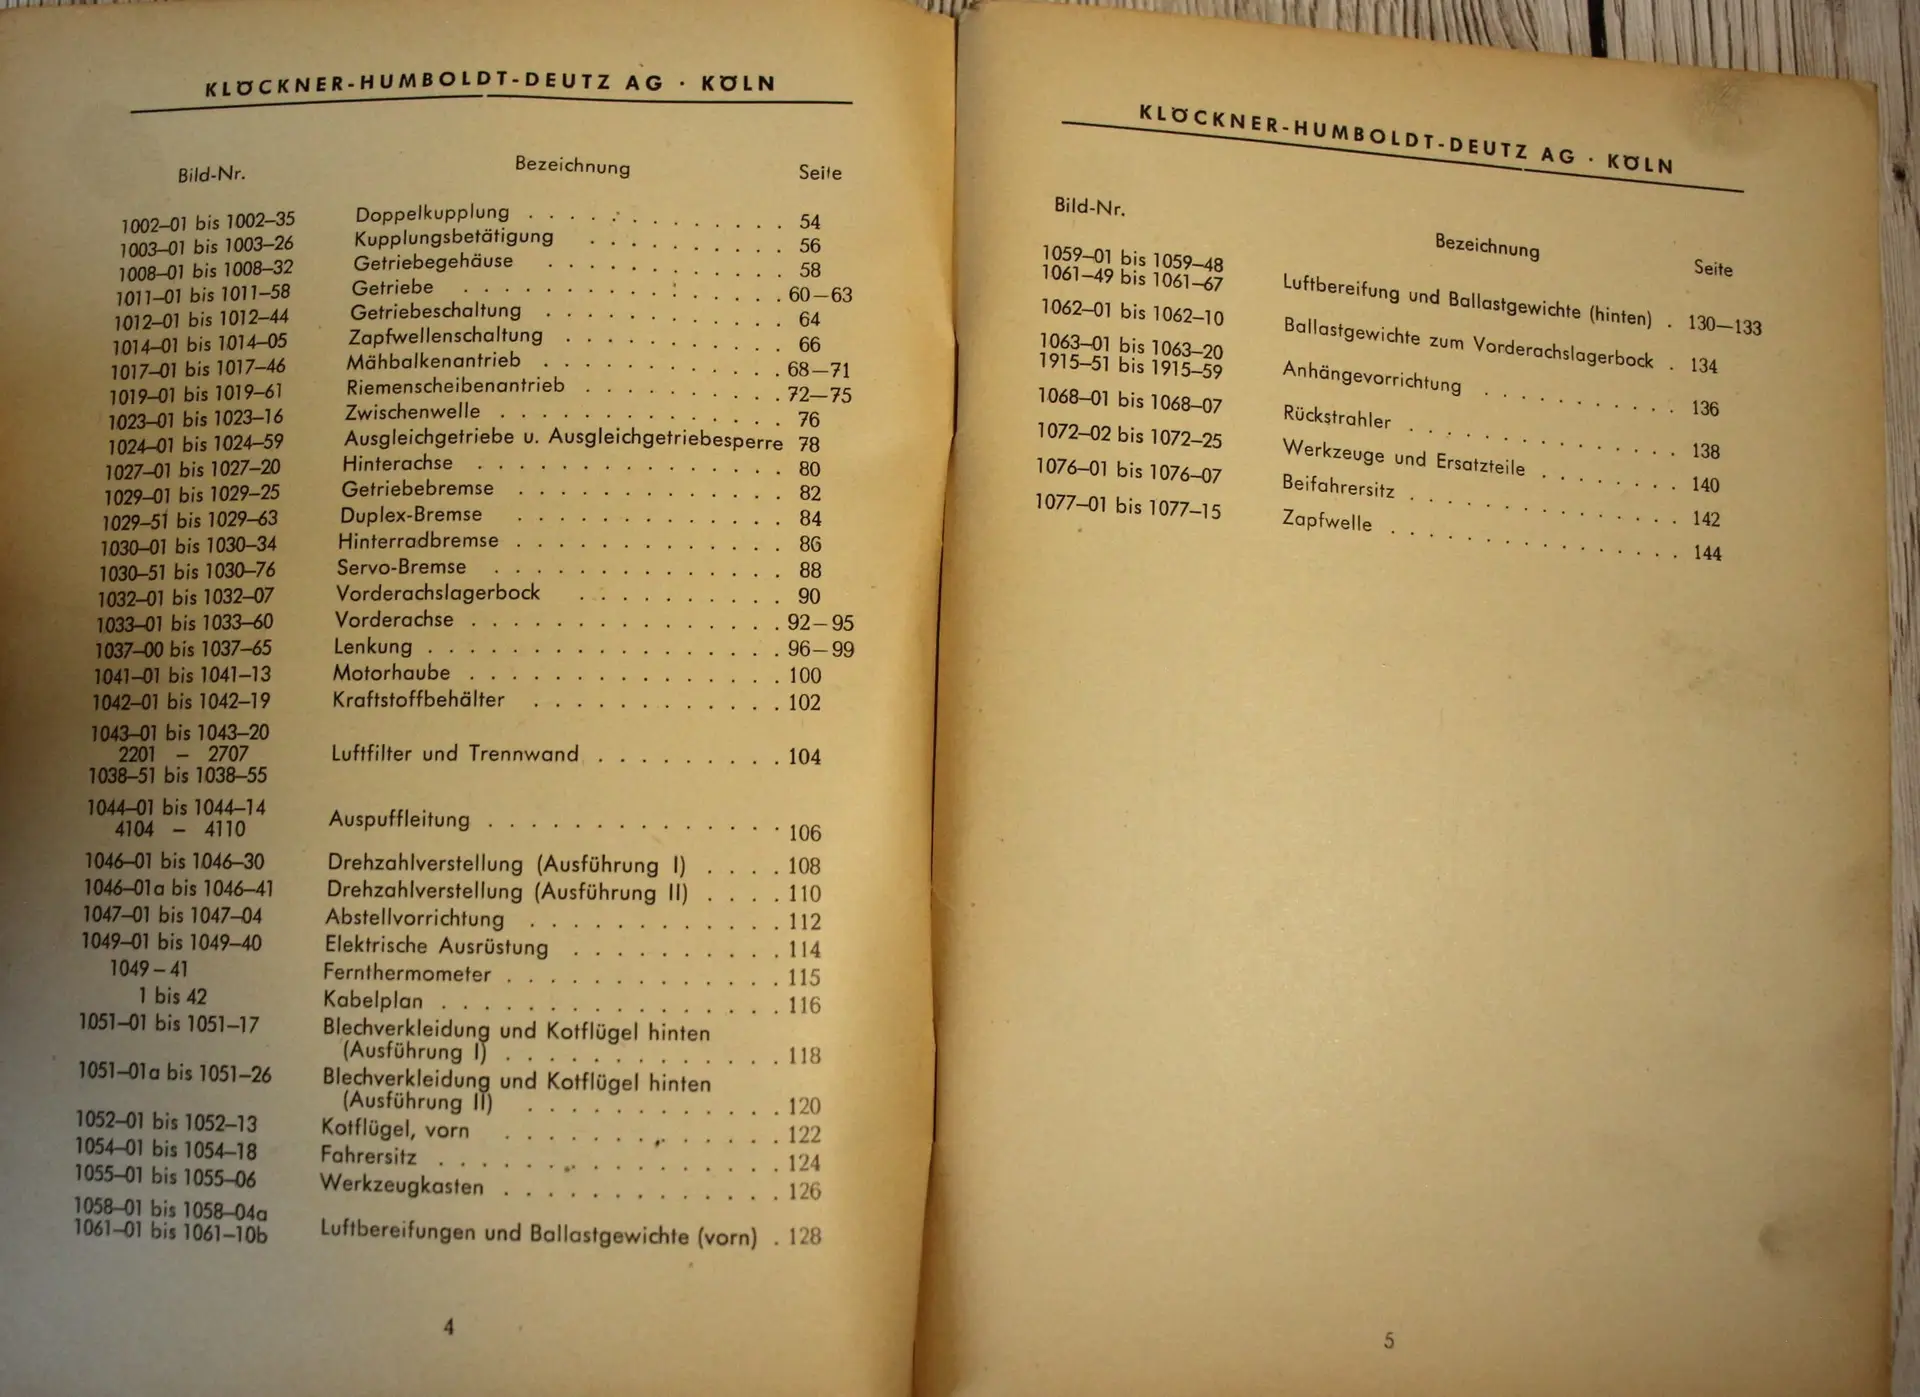 KLÖCKNER-HUMBOLDT-DEUTZ AG · KÖLN
Bild-Nr. Bezeichnung Seite
1002–01 bis 1002–35 Doppelkupplung . . . . . . . . . . . . 54
1003–01 bis 1003–26 Kupplungsbetätigung . . . . . . . . . . 56
1008–01 bis 1008–32 Getriebegehäuse . . . . . . . . . . . . 58
1011–01 bis 1011–58 Getriebe . . . . . . . . . . . . . . . 60–63
1012–01 bis 1012–44 Getriebeschaltung . . . . . . . . . . . . 64
1014–01 bis 1014–05 Zapfwellenschaltung . . . . . . . . . . . 66
1017–01 bis 1017–46 Mähbalkenantrieb . . . . . . . . . . . . 68–71
1019–01 bis 1019–61 Riemenscheibenantrieb . . . . . . . . . . 72–75
1023–01 bis 1023–16 Zwischenwelle . . . . . . . . . . . . . . 76
1024–01 bis 1024–59 Ausgleichgetriebe u. Ausgleichgetriebesperre 78
1027–01 bis 1027–20 Hinterachse . . . . . . . . . . . . . . . 80
1029–01 bis 1029–25 Getriebebremse . . . . . . . . . . . . . 82
1029–51 bis 1029–63 Duplex-Bremse . . . . . . . . . . . . . 84
1030–01 bis 1030–34 Hinterradbremse . . . . . . . . . . . . . 86
1030–51 bis 1030–76 Servo-Bremse . . . . . . . . . . . . . . 88
1032–01 bis 1032–07 Vorderachslagerbock . . . . . . . . . . 90
1033–01 bis 1033–60 Vorderachse . . . . . . . . . . . . . . . 92–95
1037–00 bis 1037–65 Lenkung . . . . . . . . . . . . . . . . . 96–99
1041–01 bis 1041–13 Motorhaube . . . . . . . . . . . . . . . 100
1042–01 bis 1042–19 Kraftstoffbehälter . . . . . . . . . . . . 102
1043–01 bis 1043–20
2201 – 2707 Luftfilter und Trennwand . . . . . . . . . 104
1038–51 bis 1038–55
1044–01 bis 1044–14
4104 – 4110 Auspuffleitung . . . . . . . . . . . . . . 106
1046–01 bis 1046–30 Drehzahlverstellung (Ausführung I) . . . . 108
1046–01a bis 1046–41 Drehzahlverstellung (Ausführung II) . . . . 110
1047–01 bis 1047–04 Abstellvorrichtung . . . . . . . . . . . . 112
1049–01 bis 1049–40 Elektrische Ausrüstung . . . . . . . . . . 114
1049–41 Fernthermometer . . . . . . . . . . . . . 115
1 bis 42 Kabelplan . . . . . . . . . . . . . . . . 116
1051–01 bis 1051–17 Blechverkleidung und Kotflügel hinten
(Ausführung I) . . . . . . . . . . . . . 118
1051–01a bis 1051–26 Blechverkleidung und Kotflügel hinten
(Ausführung II) . . . . . . . . . . . . 120
1052–01 bis 1052–13 Kotflügel, vorn . . . . . . . . . . . . . 122
1054–01 bis 1054–18 Fahrersitz . . . . . . . . . . . . . . . . 124
1055–01 bis 1055–06 Werkzeugkasten . . . . . . . . . . . . . 126
1058–01 bis 1058–04a
1061–01 bis 1061–10b Luftbereifungen und Ballastgewichte (vorn) . 128
4
KLÖCKNER-HUMBOLDT-DEUTZ AG · KÖLN
Bild-Nr. Bezeichnung Seite
1059–01 bis 1059–48
1061–49 bis 1061–67 Luftbereifung und Ballastgewichte (hinten) . 130–133
1062–01 bis 1062–10 Ballastgewichte zum Vorderachslagerbock . 134
1063–01 bis 1063–20
1915–51 bis 1915–59 Anhängevorrichtung . . . . . . . . . . . 136
1068–01 bis 1068–07 Rückstrahler . . . . . . . . . . . . . . . 138
1072–02 bis 1072–25 Werkzeuge und Ersatzteile . . . . . . . . 140
1076–01 bis 1076–07 Beifahrersitz . . . . . . . . . . . . . . . 142
1077–01 bis 1077–15 Zapfwelle . . . . . . . . . . . . . . . . 144
5